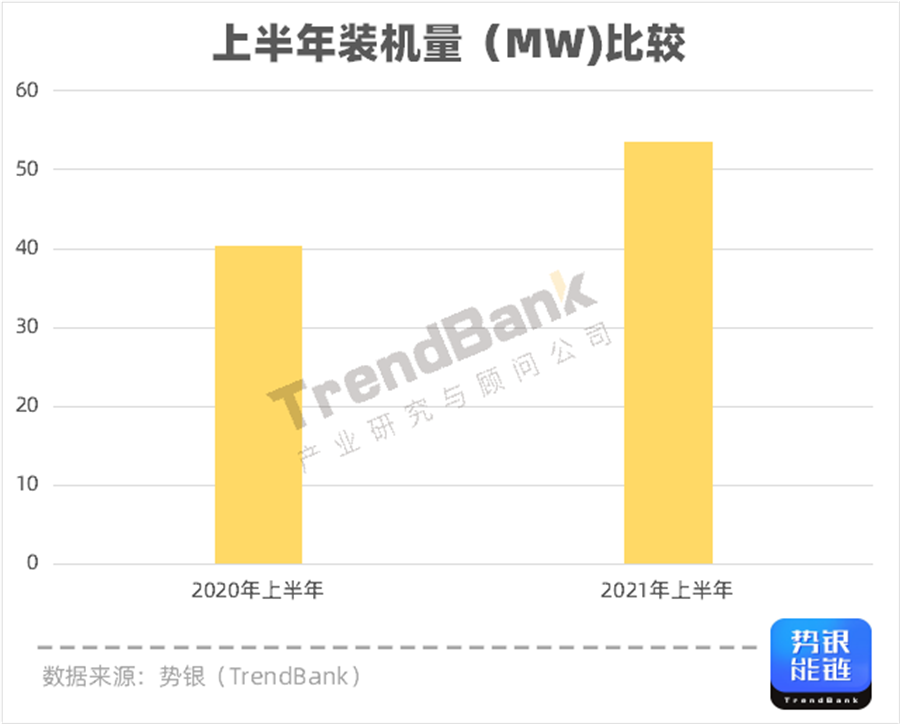 上半年装机量（MW)比较
60
50
40
30
20
10
0
TrendBank
产业研究与顾问公司
2020年上半年
2021年上半年
数据来源：势银（TrendBank）
势银
能链
TrendBank